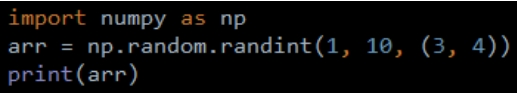 import numpy as np
arr = np.random.randint(1, 10, (3, 4))
print(arr)